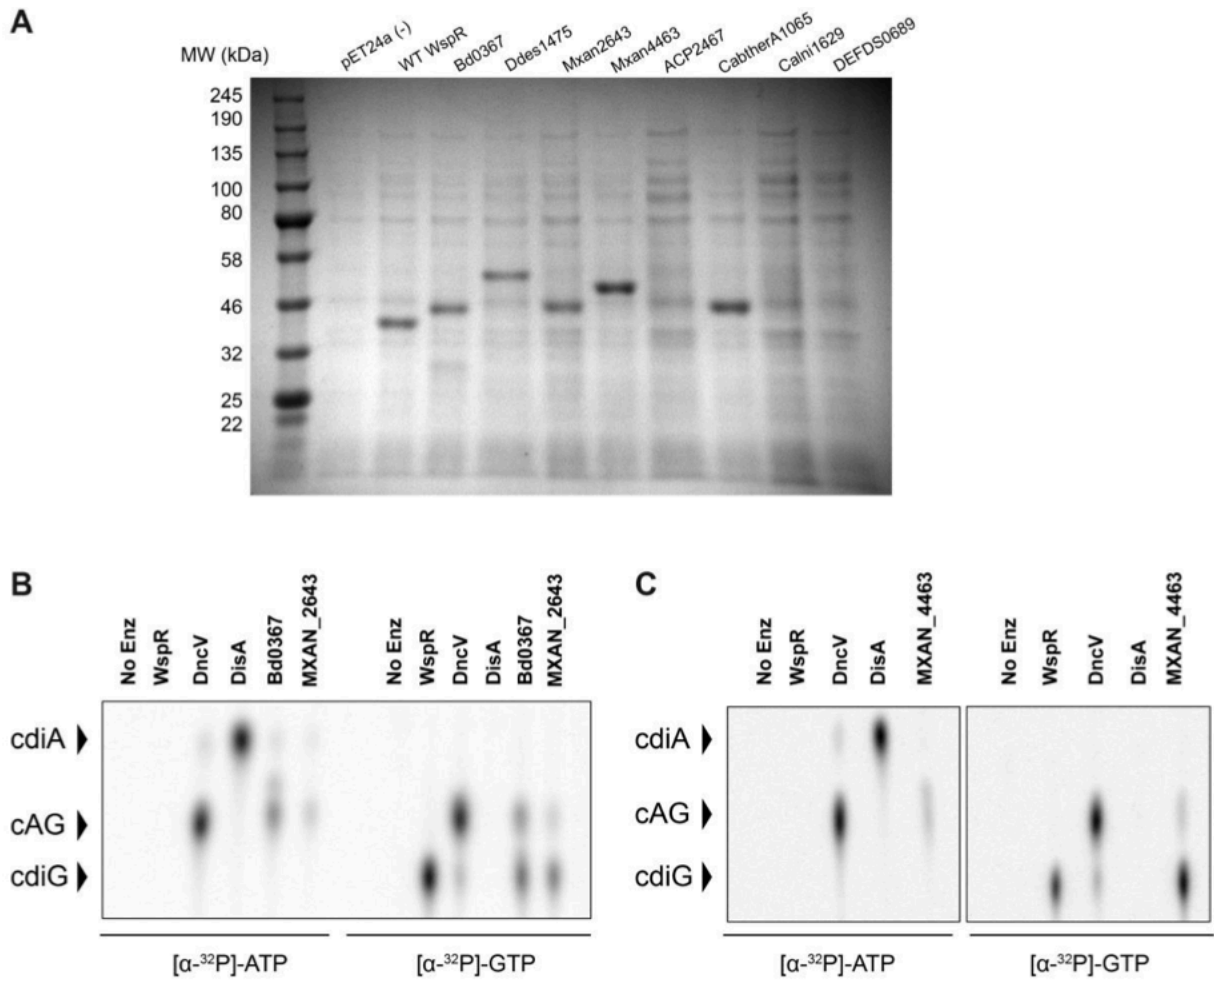 A
MW (kDa)
pET24a (-)
WT WspR
Bd0367
Ddes1475
Mxan2643
Mxan4463
ACP2467
CabtherA1065
Calni1629
DEFDS0689
245
190
135
100
80
58
46
32
25
22
B
No Enz
WspR
DncV
DisA
Bd0367
MXAN_2643
No Enz
WspR
DncV
DisA
Bd0367
MXAN_2643
cdiA
cAG
cdiG
[α-³²P]-ATP
[α-³²P]-GTP
C
No Enz
WspR
DncV
DisA
MXAN_4463
No Enz
WspR
DncV
DisA
MXAN_4463
cdiA
cAG
cdiG
[α-³²P]-ATP
[α-³²P]-GTP